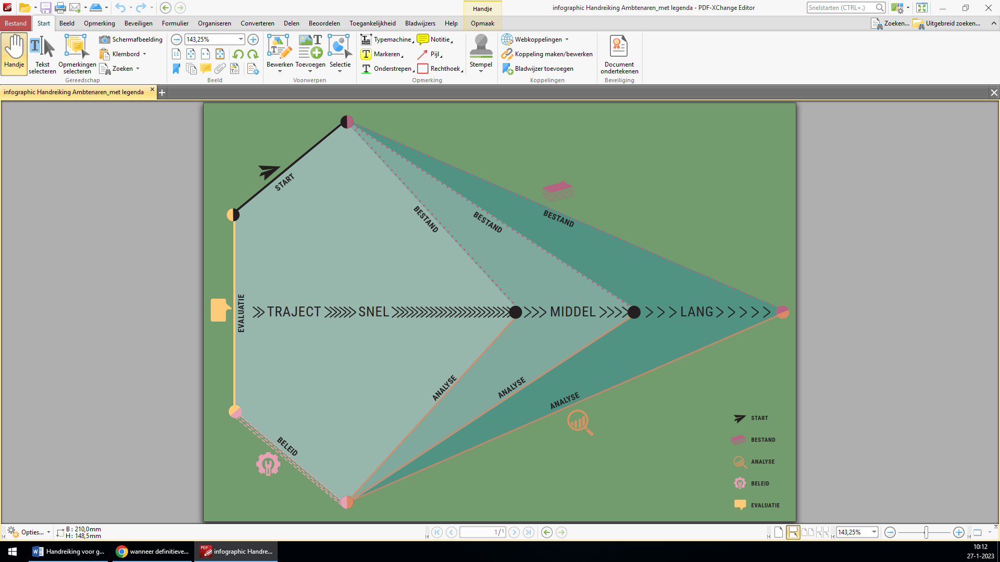 Handje
infographic Handreiking Ambtenaren_met legenda - PDF-XChange Editor
Snelstarten (CTRL+.)
Bestand
Start
Beeld
Opmerking
Beveiligen
Formulier
Organiseren
Converteren
Delen
Beoordelen
Toegankelijkheid
Bladwijzers
Help
Opmaak
Zoeken...
Uitgebreid zoeken...
Handje
Tekst selecteren
Opmerkingen selecteren
Schermafbeelding
Klembord
Zoeken
Gereedschap
143,25%
1:1
Beeld
Bewerken
Toevoegen
Selectie
Voorwerpen
Typemachine
Markeren
Onderstrepen
Notitie
Pijl
Rechthoek
Opmerking
Stempel
Webkoppelingen
Koppeling maken/bewerken
Bladwijzer toevoegen
Koppelingen
Document ondertekenen
Beveiliging
infographic Handreiking Ambtenaren_met legenda
START
BESTAND
BESTAND
BESTAND
EVALUATIE
TRAJECT
SNEL
MIDDEL
LANG
ANALYSE
ANALYSE
ANALYSE
BELEID
START
BESTAND
ANALYSE
BELEID
EVALUATIE
Opties...
B : 210,0mm
H : 148,5mm
1/1
143,25%
Handreiking voor g...
wanneer definitieve...
PDF
infographic Handre...
10:12
27-1-2023